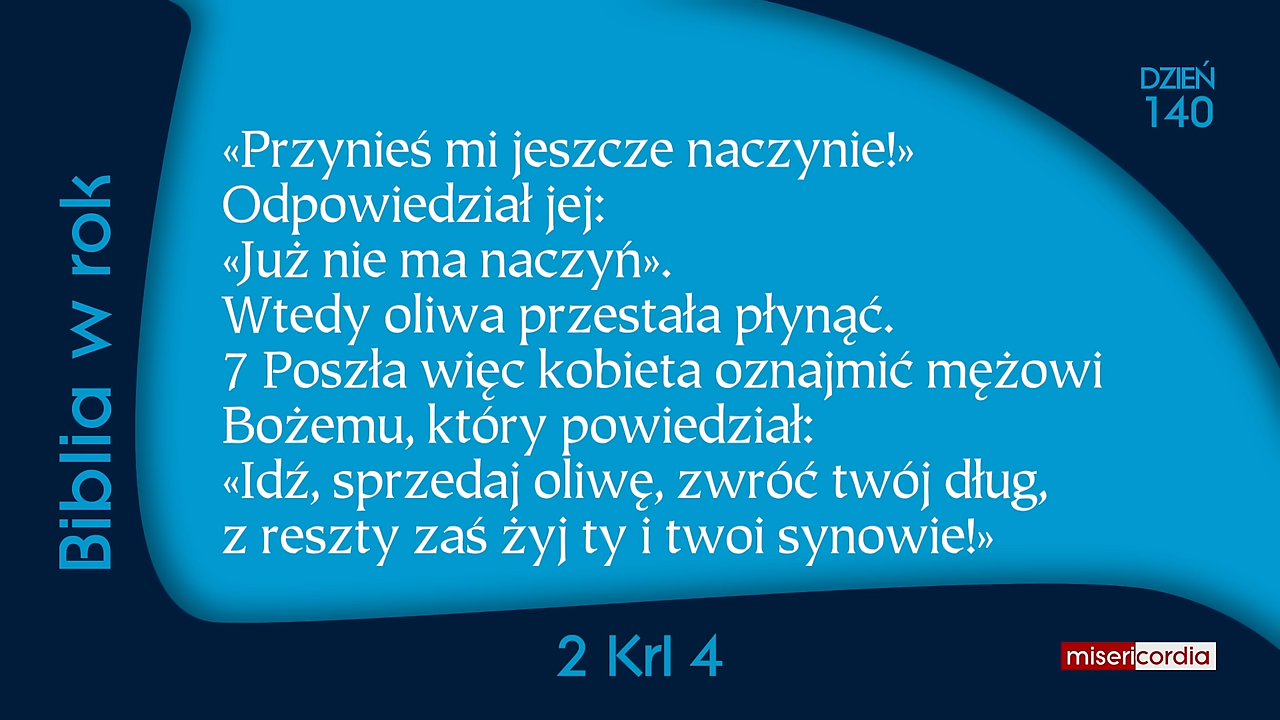 DZIEŃ
140
«Przynieś mi jeszcze naczynie!»
Odpowiedział jej:
«Już nie ma naczyń».
Wtedy oliwa przestała płynąć.
7 Poszła więc kobieta oznajmić mężowi
Bożemu, który powiedział:
«Idź, sprzedaj oliwę, zwróć twój dług,
z reszty zaś żyj ty i twoi synowie!»
Biblia w rok
2 Krl 4
misericordia